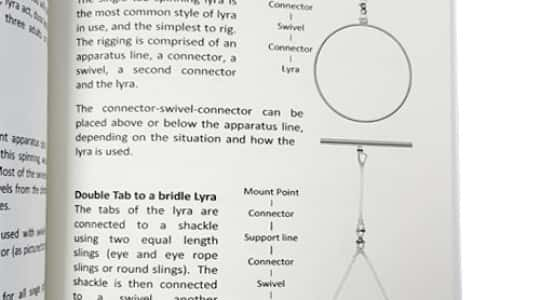 lyra act,
three adults
nt apparatus
this spinning
Most of the
vels from the
es.
used with
or (as
for all single
The single tab spinning lyra is
the most common style of lyra
in use, and the simplest to rig.
The rigging is comprised of an
apparatus line, a connector, a
swivel, a second connector
and the lyra.
The connector-swivel-connector can be
placed above or below the apparatus line,
depending on the situation and how the
lyra is used.
Connector
|
Swivel
|
Connector
|
Lyra
Double Tab to a bridle Lyra
The tabs of the lyra are
connected to a shackle
using two equal length
slings (eye and eye rope
slings or round slings). The
shackle is then connected
to a swivel, another
Mount Point
|
Connector
|
Support line
|
Connector
|
Swivel
|